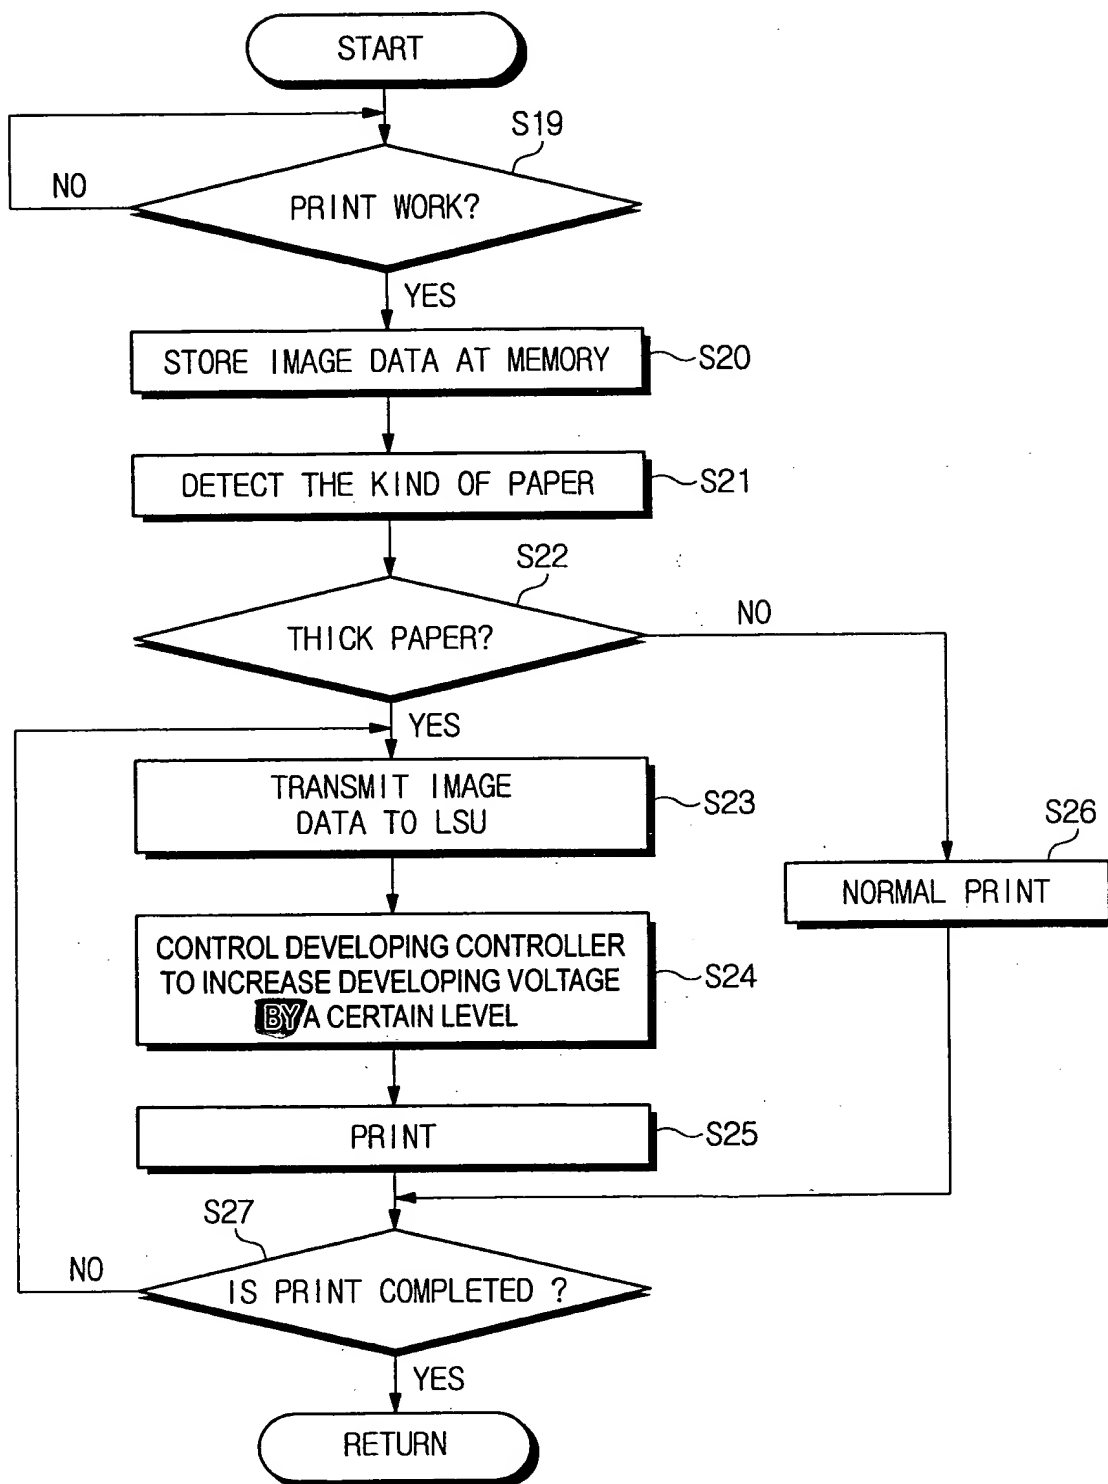 START
S19
NO
PRINT WORK?
YES
STORE IMAGE DATA AT MEMORY
S20
DETECT THE KIND OF PAPER
S21
S22
NO
THICK PAPER?
YES
TRANSMIT IMAGE
DATA TO LSU
S23
S26
NORMAL PRINT
CONTROL DEVELOPING CONTROLLER
TO INCREASE DEVELOPING VOLTAGE
BY A CERTAIN LEVEL
S24
PRINT
S25
S27
NO
IS PRINT COMPLETED ?
YES
RETURN